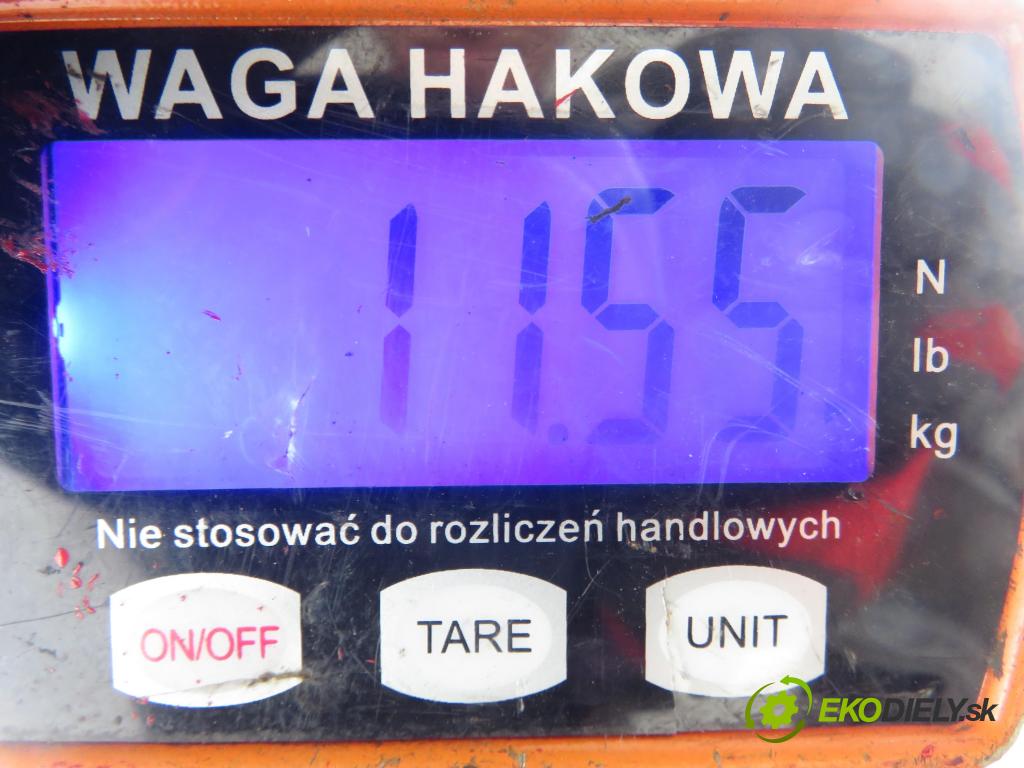 WAGA HAKOWA
11.55
N
lb
kg
Nie stosować do rozliczeń handlowych
ON/OFF
TARE
UNIT
EKODIELY.sk